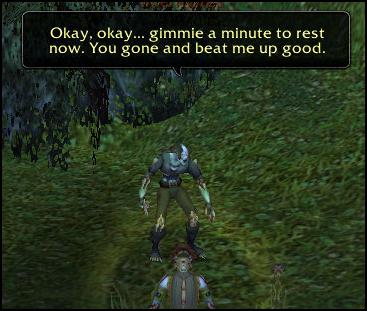 Okay, okay... gimmie a minute to rest
now. You gone and beat me up good.